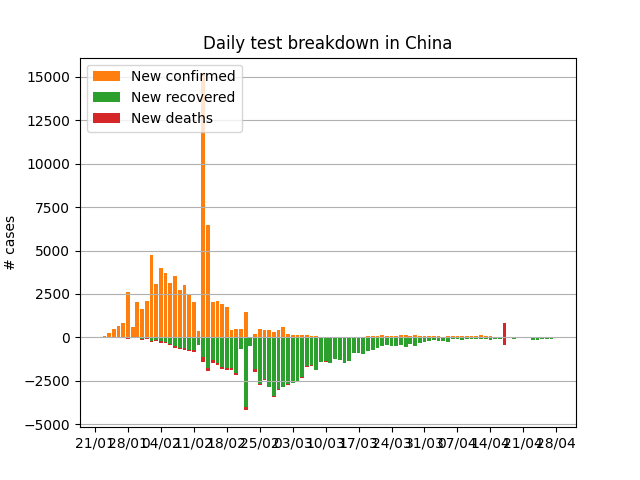 Daily test breakdown in China
New confirmed
New recovered
New deaths
# cases
15000
12500
10000
7500
5000
2500
0
−2500
−5000
21/01 28/01 04/02 11/02 18/02 25/02 03/03 10/03 17/03 24/03 31/03 07/04 14/04 21/04 28/04